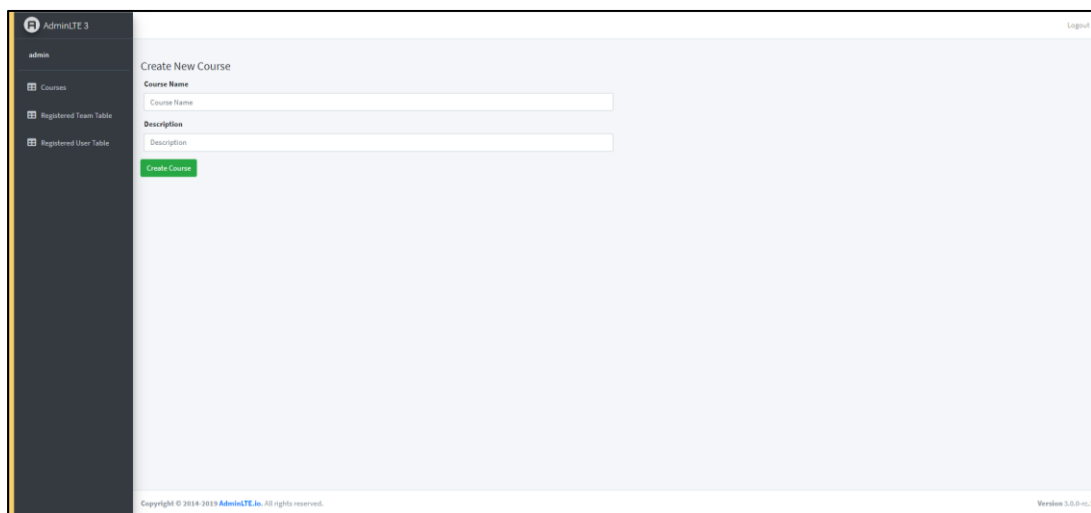 AdminLTE 3
Logout
admin
Courses
Registered Team Table
Registered User Table
Create New Course
Course Name
Course Name
Description
Description
Create Course
Copyright © 2014-2019 AdminLTE.io. All rights reserved.
Version 3.0.0-rc.